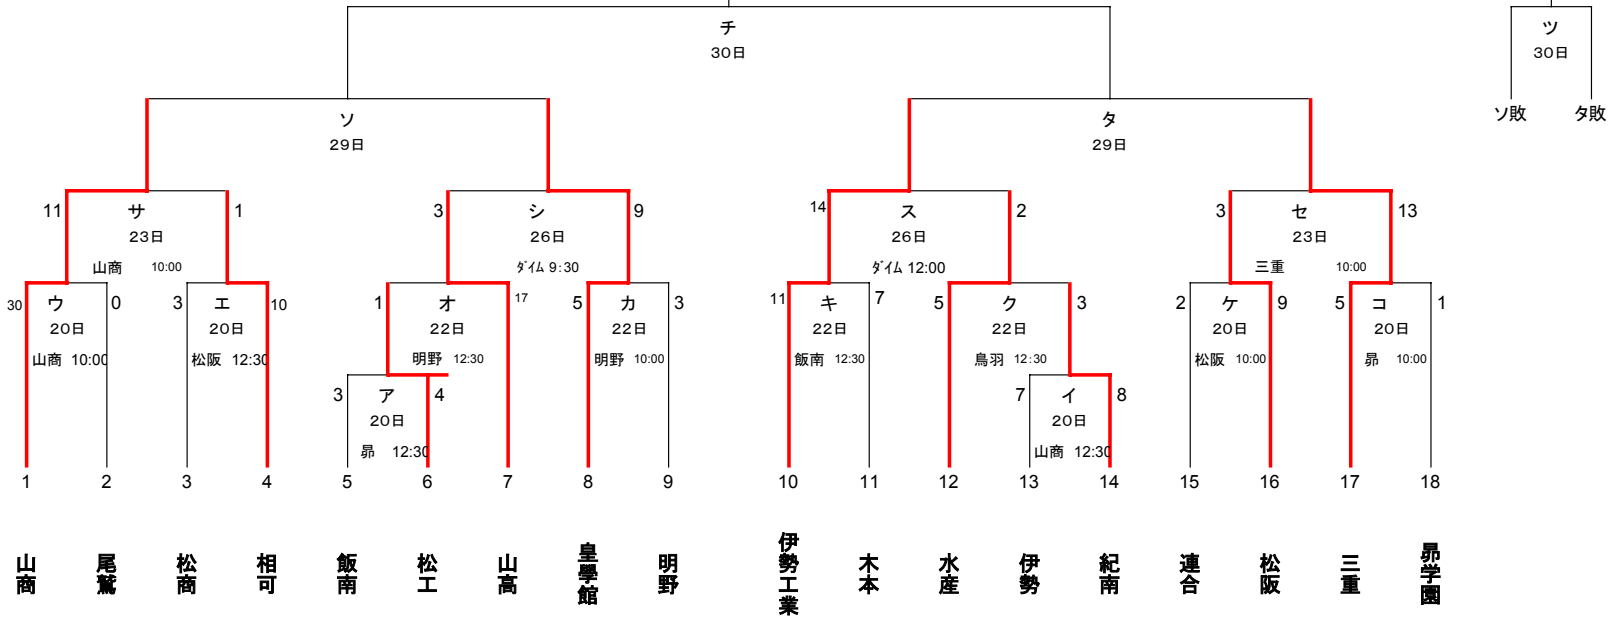 チ
30日
ツ
30日
ソ敗 タ敗
ソ
29日
タ
29日
11 サ 1
23日
山商 10:00
3 シ 9
26日
ダイム 9:30
14 ス 2
26日
ダイム 12:00
3 セ 13
23日
三重 10:00
30 ウ 0
20日
山商 10:00
3 エ 10
20日
松阪 12:30
1 オ 17
22日
明野 12:30
5 カ 3
22日
明野 10:00
11 キ 7
22日
飯南 12:30
5 ク 3
22日
鳥羽 12:30
2 ケ 9
20日
松阪 10:00
5 コ 1
20日
昴 10:00
3 ア 4
20日
昴 12:30
7 イ 8
20日
山商 12:30
1 2 3 4 5 6 7 8 9 10 11 12 13 14 15 16 17 18
山商
尾鷲
松商
相可
飯南
松工
山高
皇學館
明野
伊勢工業
木本
水産
伊勢
紀南
連合
松阪
三重
昴学園